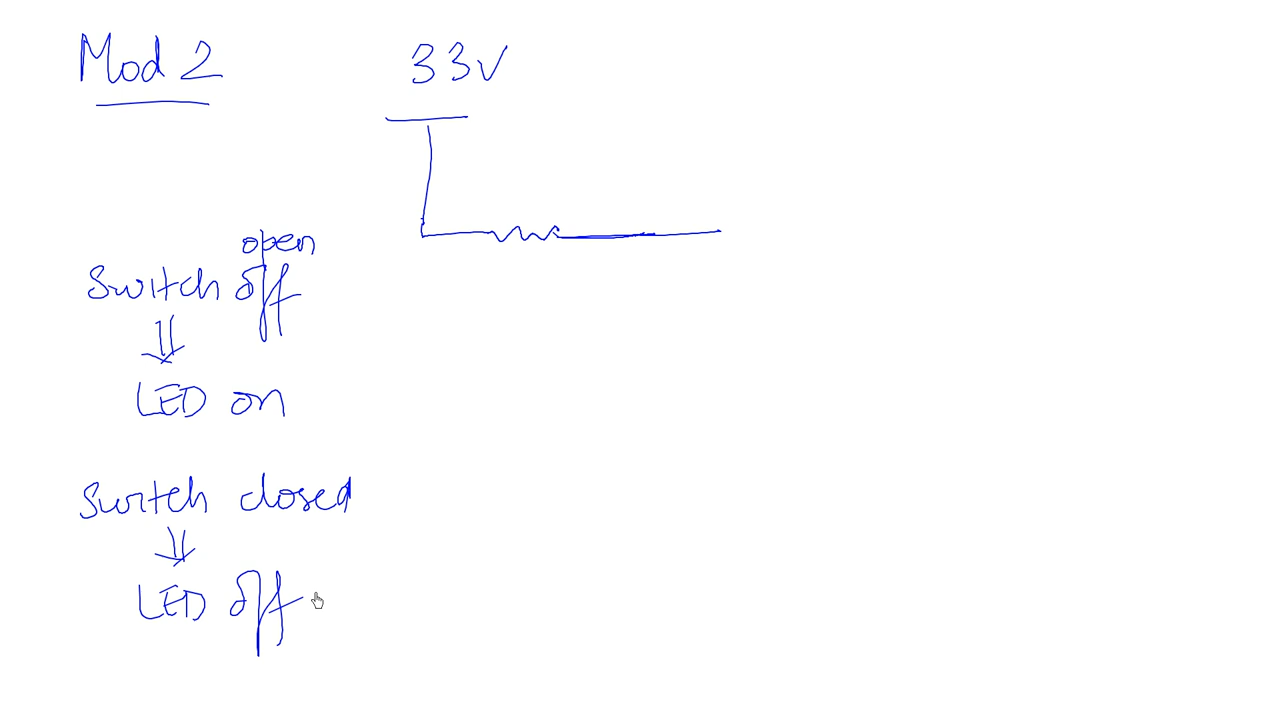 Mod 2
33V
open
Switch off
LED on
Switch closed
LED off